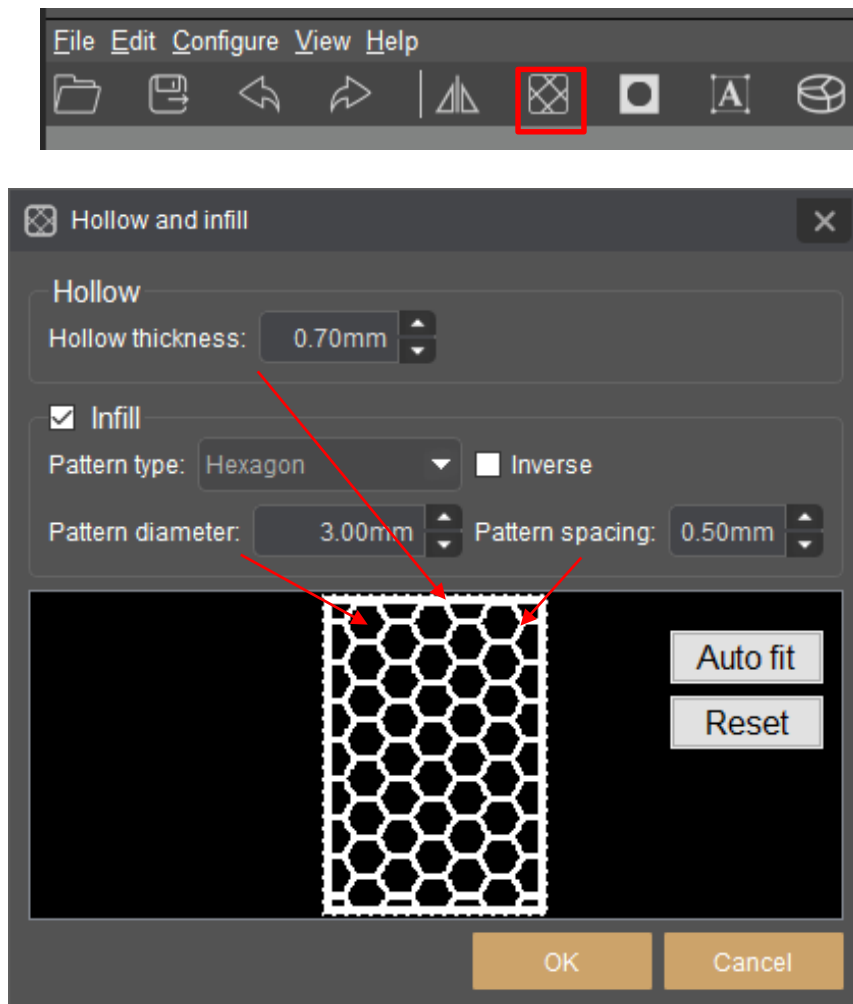 File Edit Configure View Help
A
Hollow and infill
Hollow
Hollow thickness: 0.70mm
Infill
Pattern type: Hexagon Inverse
Pattern diameter: 3.00mm Pattern spacing: 0.50mm
Auto fit
Reset
OK Cancel